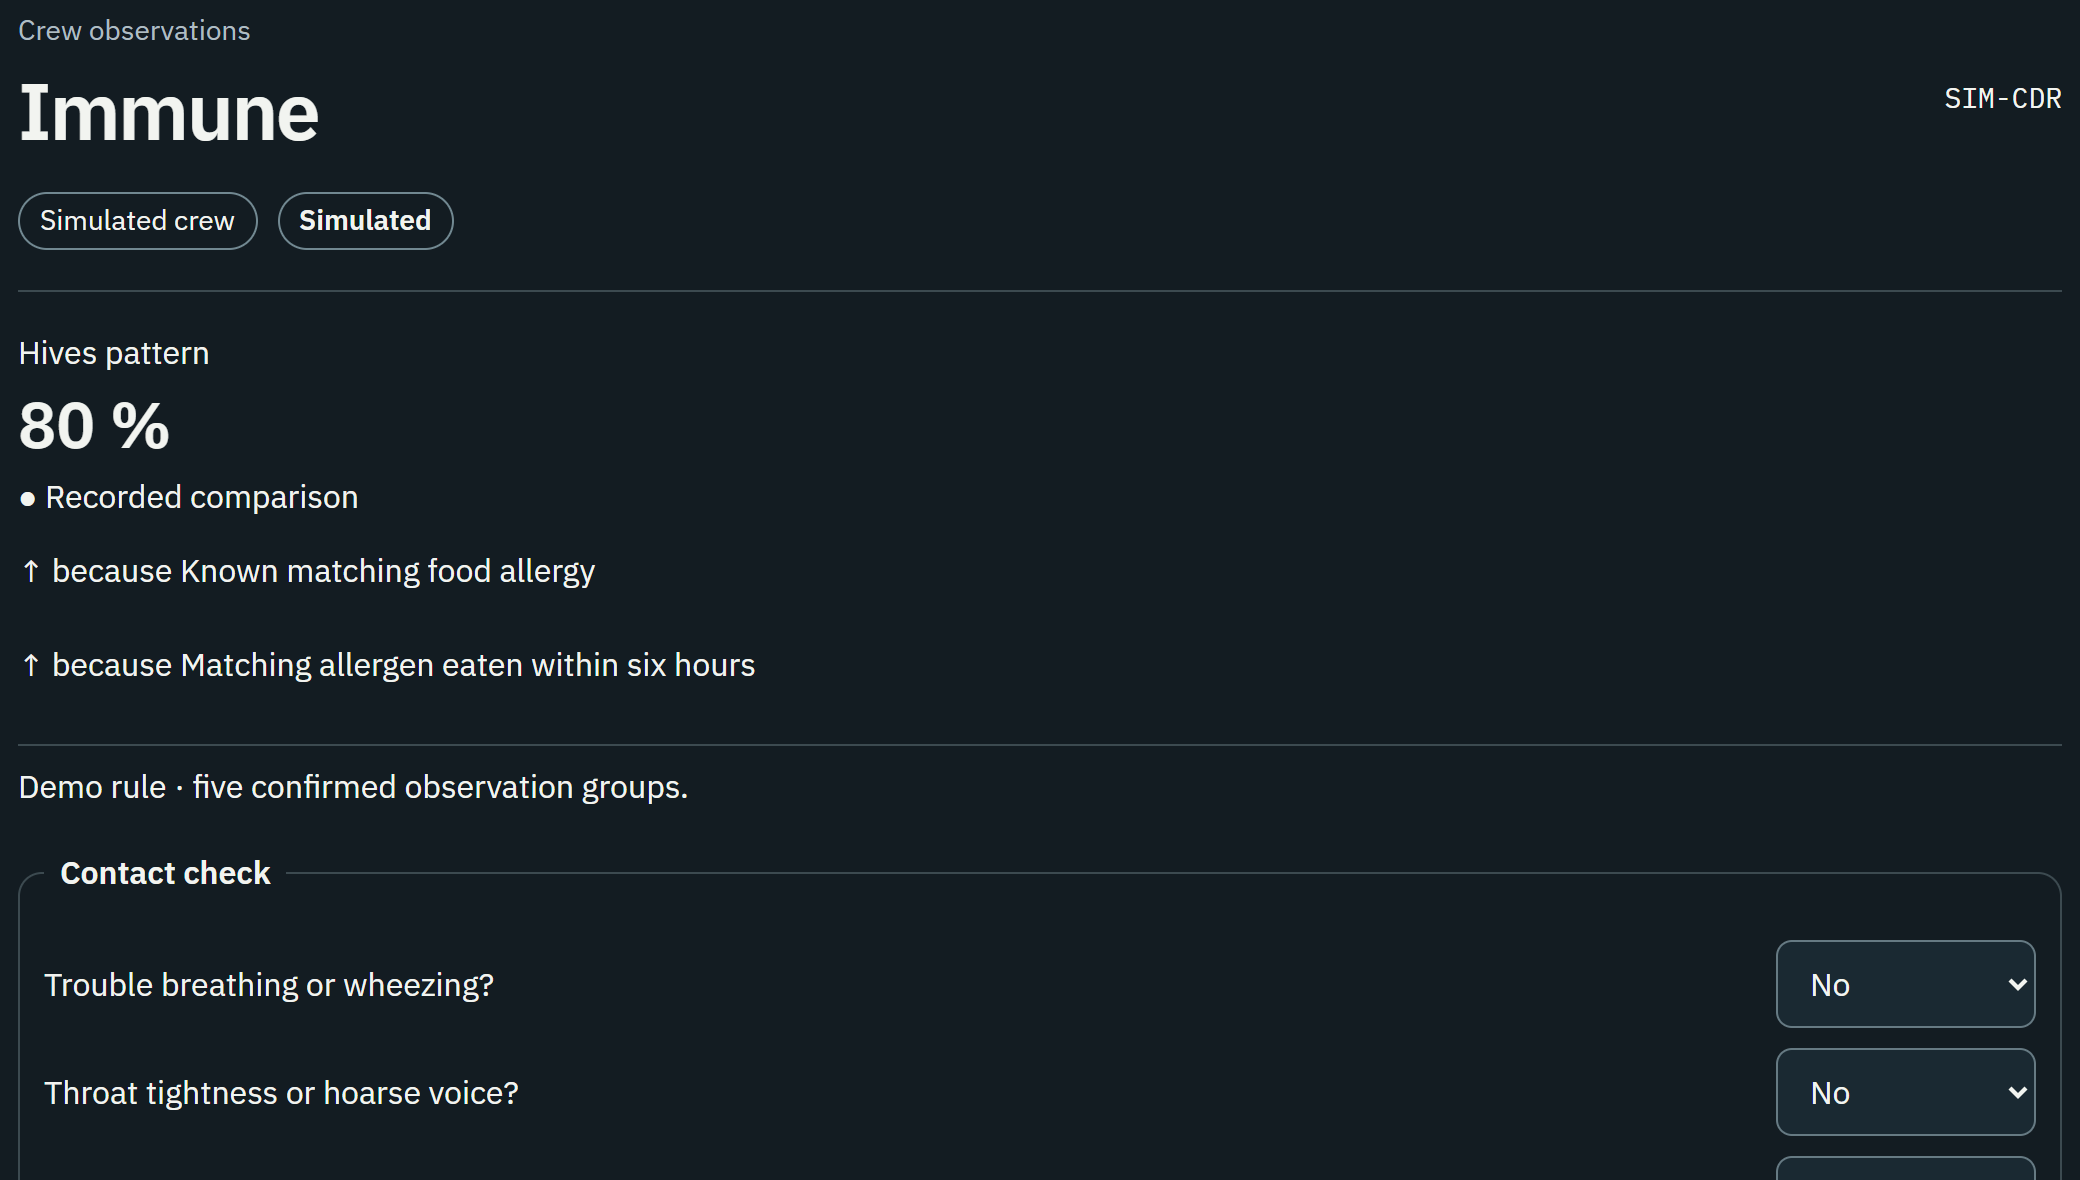 Crew observations
Immune
SIM-CDR
Simulated crew
Simulated
Hives pattern
80 %
● Recorded comparison
↑ because Known matching food allergy
↑ because Matching allergen eaten within six hours
Demo rule · five confirmed observation groups.
Contact check
Trouble breathing or wheezing?
No
Throat tightness or hoarse voice?
No